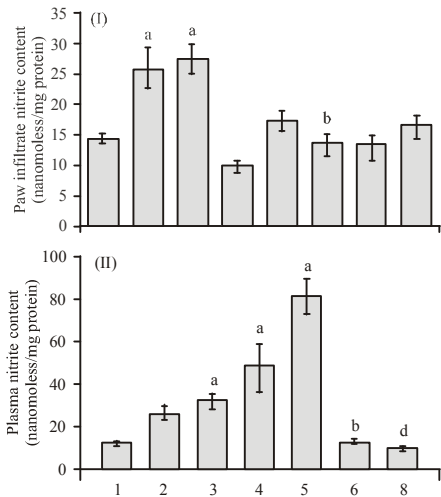 (I)
Paw infiltrate nitrite content
(nanomoless/mg protein)
35
30
25
20
15
10
5
0
a
a
b
(II)
Plasma nitrite content
(nanomoless/mg protein)
100
80
60
40
20
0
a
a
a
b
d
1 2 3 4 5 6 8